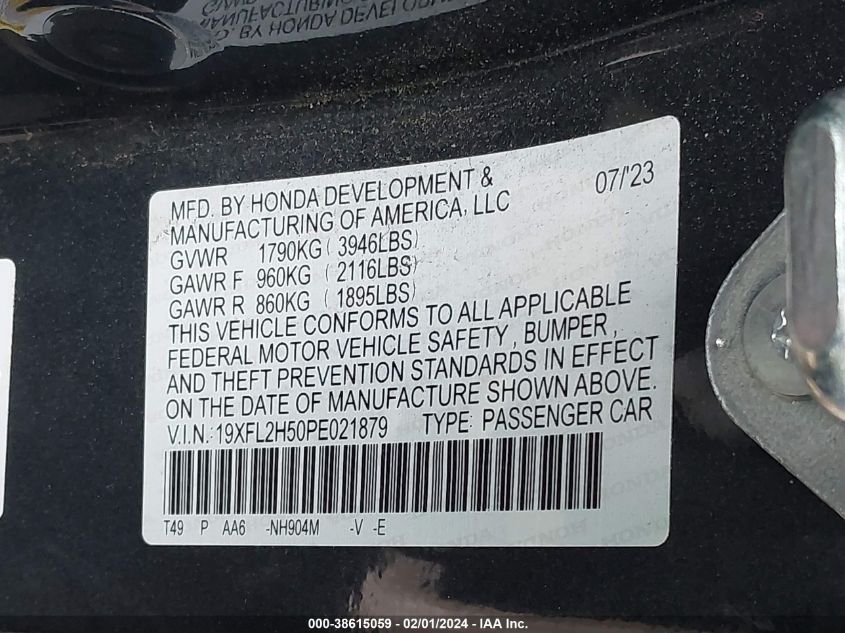 MFD. BY HONDA DEVELOPMENT &
MANUFACTURING OF AMERICA, LLC 07/'23
GVWR 1790KG ( 3946LBS)
GAWR F 960KG ( 2116LBS)
GAWR R 860KG ( 1895LBS)
THIS VEHICLE CONFORMS TO ALL APPLICABLE
FEDERAL MOTOR VEHICLE SAFETY, BUMPER,
AND THEFT PREVENTION STANDARDS IN EFFECT
ON THE DATE OF MANUFACTURE SHOWN ABOVE.
V.I.N.:19XFL2H50PE021879 TYPE: PASSENGER CAR
T49 P AA6 -NH904M -V -E
000-38615059 - 02/01/2024 - IAA Inc.